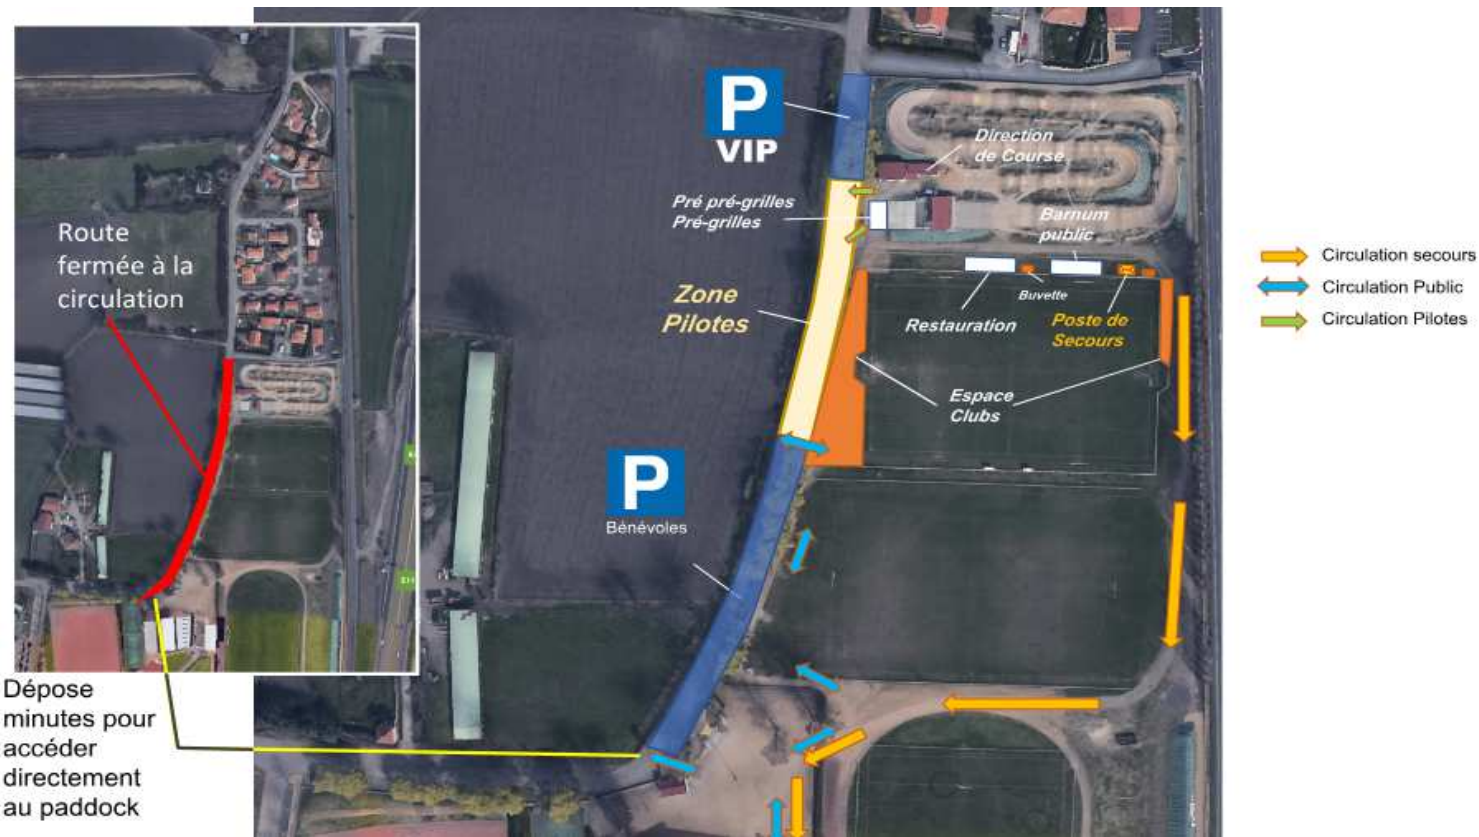 Route
fermée à la
circulation
Dépose
minutes pour
accéder
directement
au paddock
P
VIP
Direction
de Course
Pré pré-grilles
Pré-grilles
Barnum
public
Zone
Pilotes
Buvette
Restauration
Poste de
Secours
Espace
Clubs
P
Bénévoles
Circulation secours
Circulation Public
Circulation Pilotes